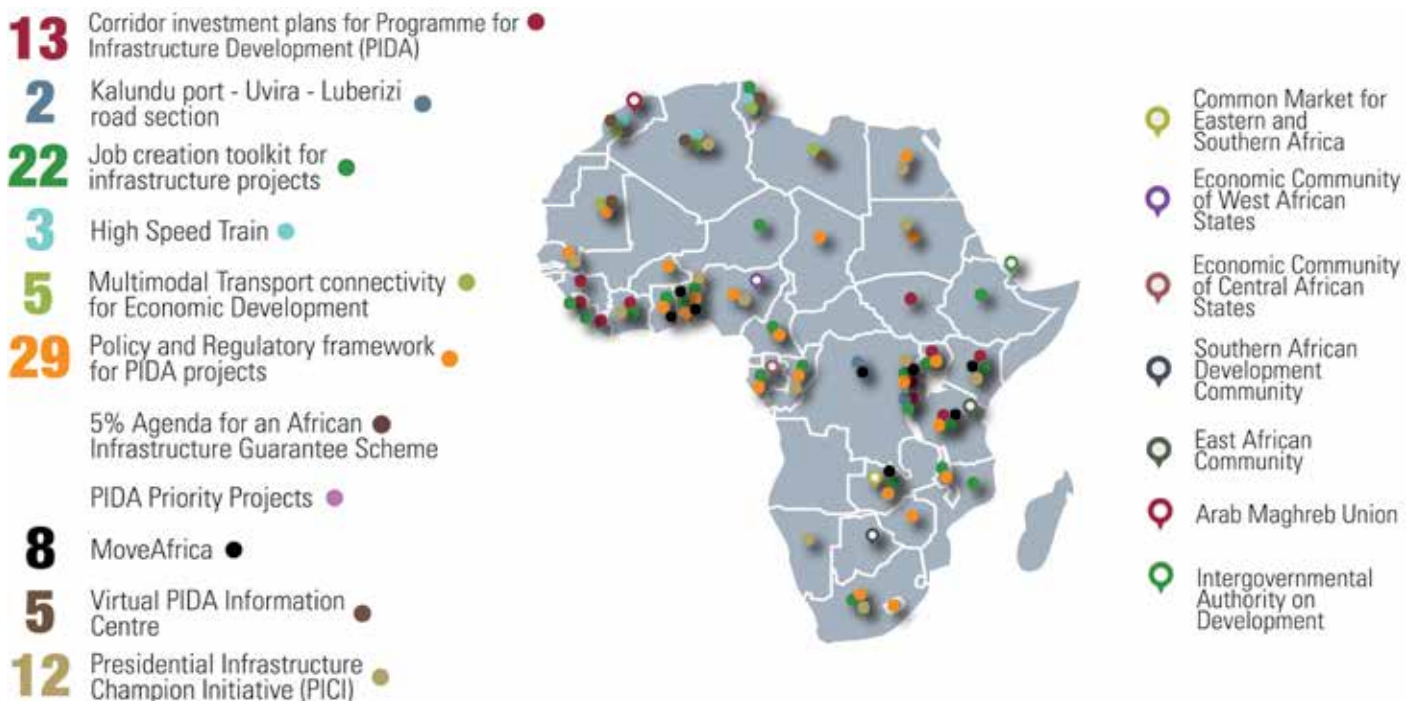 13
Corridor investment plans for Programme for
Infrastructure Development (PIDA)
2
Kalundu port - Uvira - Luberizi
road section
22
Job creation toolkit for
infrastructure projects
3
High Speed Train
5
Multimodal Transport connectivity
for Economic Development
29
Policy and Regulatory framework
for PIDA projects
5% Agenda for an African
Infrastructure Guarantee Scheme
PIDA Priority Projects
8
MoveAfrica
5
Virtual PIDA Information
Centre
12
Presidential Infrastructure
Champion Initiative (PICI)
Common Market for
Eastern and
Southern Africa
Economic Community
of West African
States
Economic Community
of Central African
States
Southern African
Development
Community
East African
Community
Arab Maghreb Union
Intergovernmental
Authority on
Development